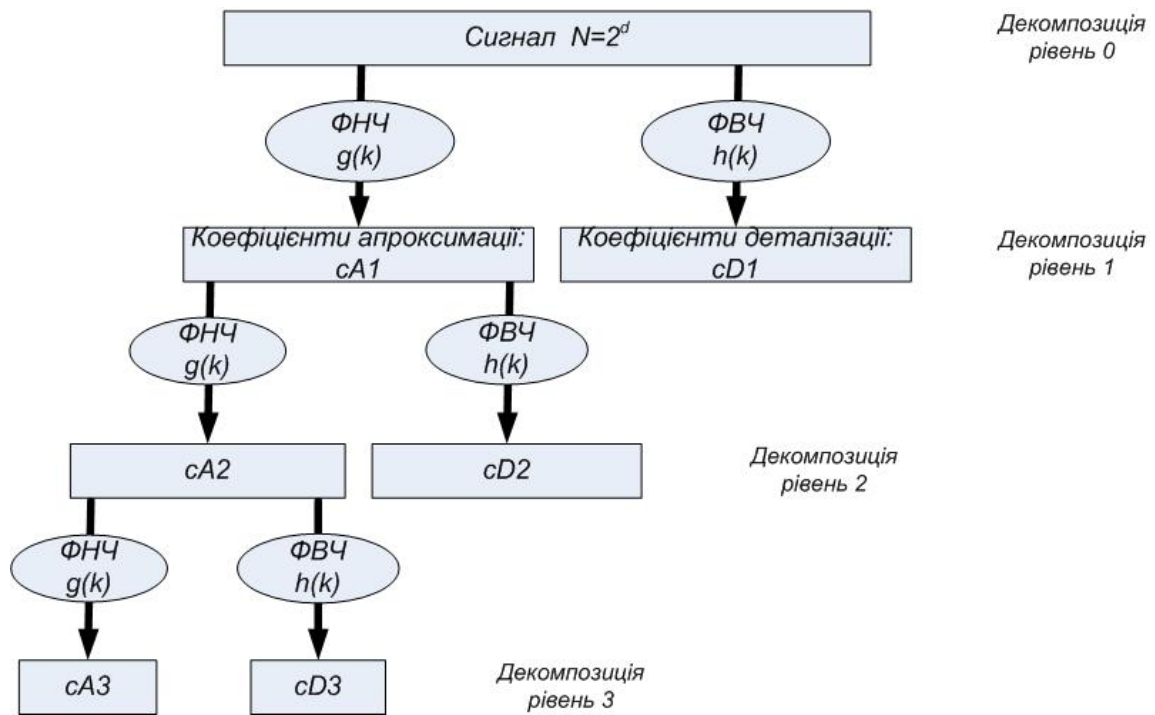 Сигнал N=2^d
Декомпозиція
рівень 0
ФНЧ
g(k)
ФВЧ
h(k)
Коефіцієнти апроксимації:
cA1
Коефіцієнти деталізації:
cD1
Декомпозиція
рівень 1
ФНЧ
g(k)
ФВЧ
h(k)
cA2
cD2
Декомпозиція
рівень 2
ФНЧ
g(k)
ФВЧ
h(k)
cA3
cD3
Декомпозиція
рівень 3